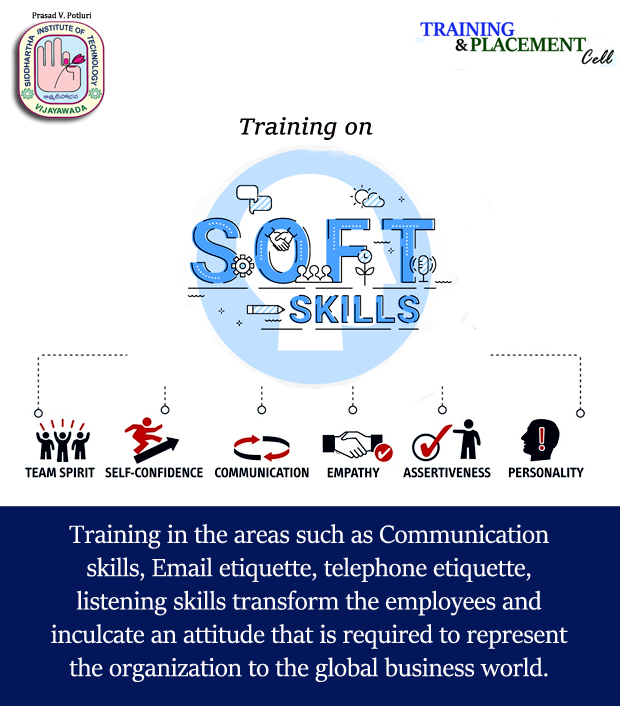 Prasad V. Potluri
SIDDHARTHA INSTITUTE OF TECHNOLOGY
VIJAYAWADA
TRAINING
&PLACEMENT
Cell
Training on
SOFT
SKILLS
TEAM SPIRIT SELF-CONFIDENCE COMMUNICATION EMPATHY ASSERTIVENESS PERSONALITY
Training in the areas such as Communication
skills, Email etiquette, telephone etiquette,
listening skills transform the employees and
inculcate an attitude that is required to represent
the organization to the global business world.